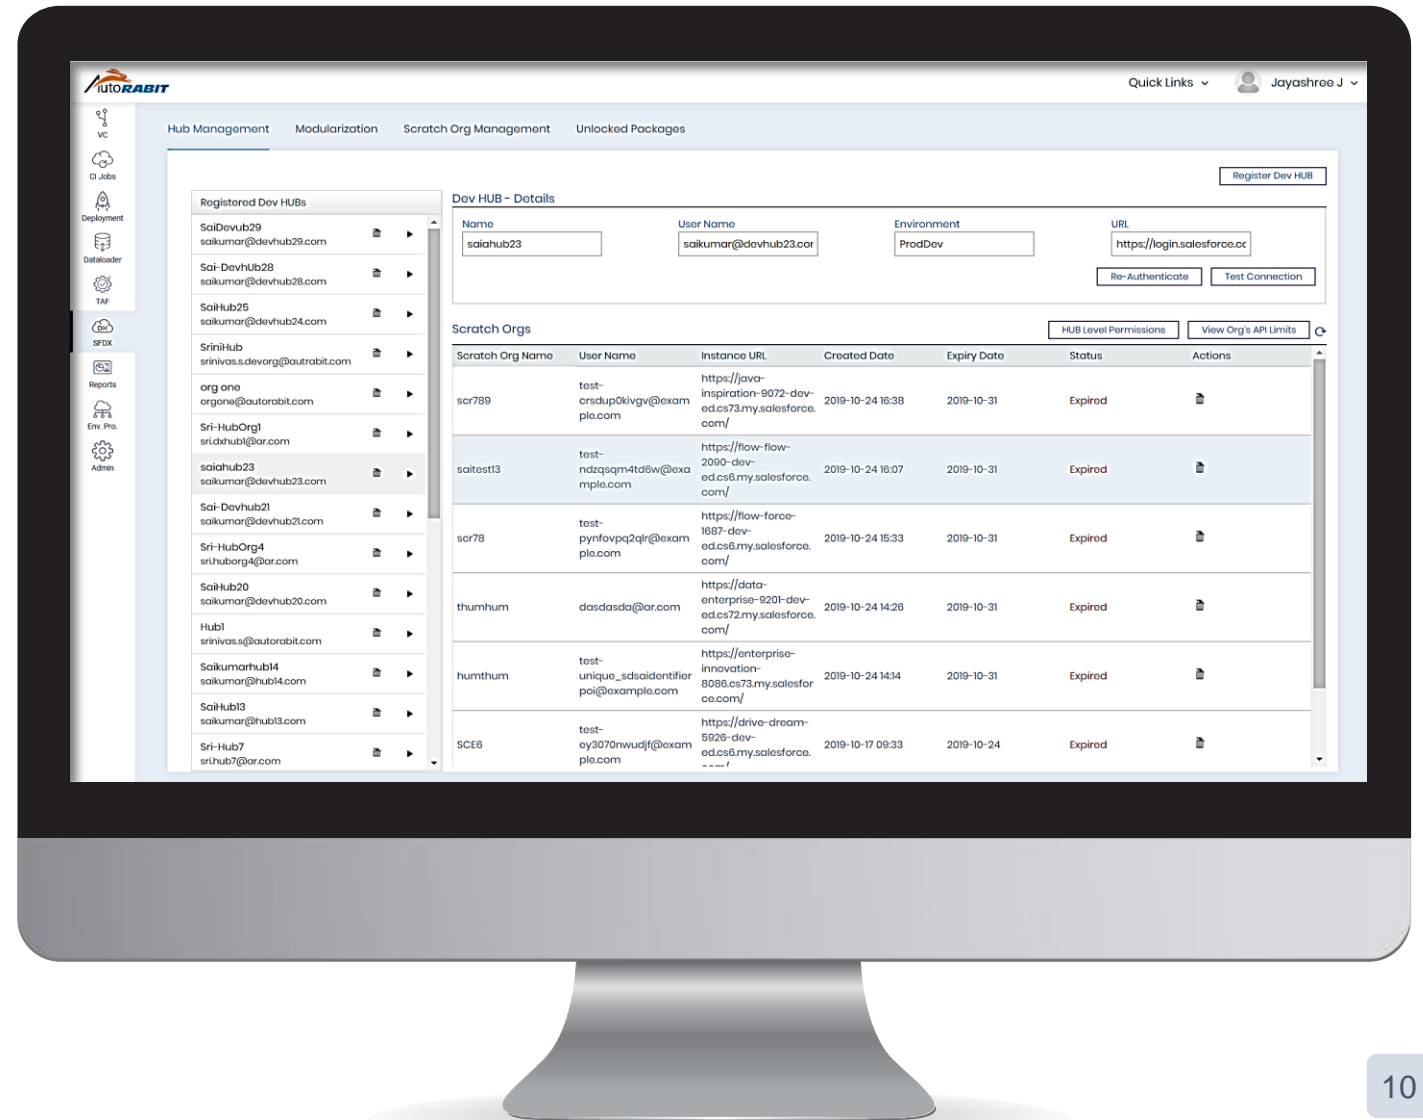 AutoRABIT
Quick Links
Jayashree J
VC
CI Jobs
Deployment
Dataloader
TAF
SFDX
Reports
Env. Pro.
Admin
Hub Management Modularization Scratch Org Management Unlocked Packages
Register Dev HUB
Registered Dev HUBs
SaiDevub29
saikumar@devhub29.com
Sai-DevhUb28
saikumar@devhub28.com
SaiHub25
saikumar@devhub24.com
SriniHub
srinivas.s.devorg@autrabit.com
org one
orgone@autorabit.com
Sri-HubOrg1
sri.dxhub1@ar.com
saiahub23
saikumar@devhub23.com
Sai-Devhub21
saikumar@devhub21.com
Sri-HubOrg4
sri.huborg4@ar.com
SaiHub20
saikumar@devhub20.com
Hub1
srinivas.s@autorabit.com
Saikumarhub14
saikumar@hub14.com
SaiHub13
saikumar@hub13.com
Sri-Hub7
sri.hub7@ar.com
Dev HUB - Details
Name User Name Environment URL
saiahub23 saikumar@devhub23.cor ProdDev https://login.salesforce.cc
Re-Authenticate Test Connection
Scratch Orgs
HUB Level Permissions View Org's API Limits
Scratch Org Name User Name Instance URL Created Date Expiry Date Status Actions
scr789
test-
crsdup0kivgv@exam
ple.com
https://java-
inspiration-9072-dev-
ed.cs73.my.salesforce.
com/
2019-10-24 16:38 2019-10-31 Expired
saitest13
test-
ndzqsqm4td6w@exa
mple.com
https://flow-flow-
2090-dev-
ed.cs6.my.salesforce.
com/
2019-10-24 16:07 2019-10-31 Expired
scr78
test-
pynfovpq2qlr@exam
ple.com
https://flow-force-
1687-dev-
ed.cs6.my.salesforce.
com/
2019-10-24 15:33 2019-10-31 Expired
thumhum
dasdasda@ar.com
https://data-
enterprise-9201-dev-
ed.cs72.my.salesforce.
com/
2019-10-24 14:26 2019-10-31 Expired
humthum
test-
unique_sdsaidentifier
poi@example.com
https://enterprise-
innovation-
8086.cs73.my.salesfor
ce.com/
2019-10-24 14:14 2019-10-31 Expired
SCE6
test-
ey3070nwudjf@exam
ple.com
https://drive-dream-
5926-dev-
ed.cs6.my.salesforce.
2019-10-17 09:33 2019-10-24 Expired
10